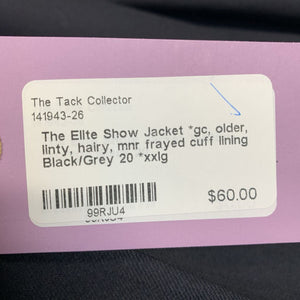 The Tack Collector
141943-26
The Elite Show Jacket *gc, older,
linty, hairy, mnr frayed cuff lining
Black/Grey 20 *xxlg
$60.00
99RJU4